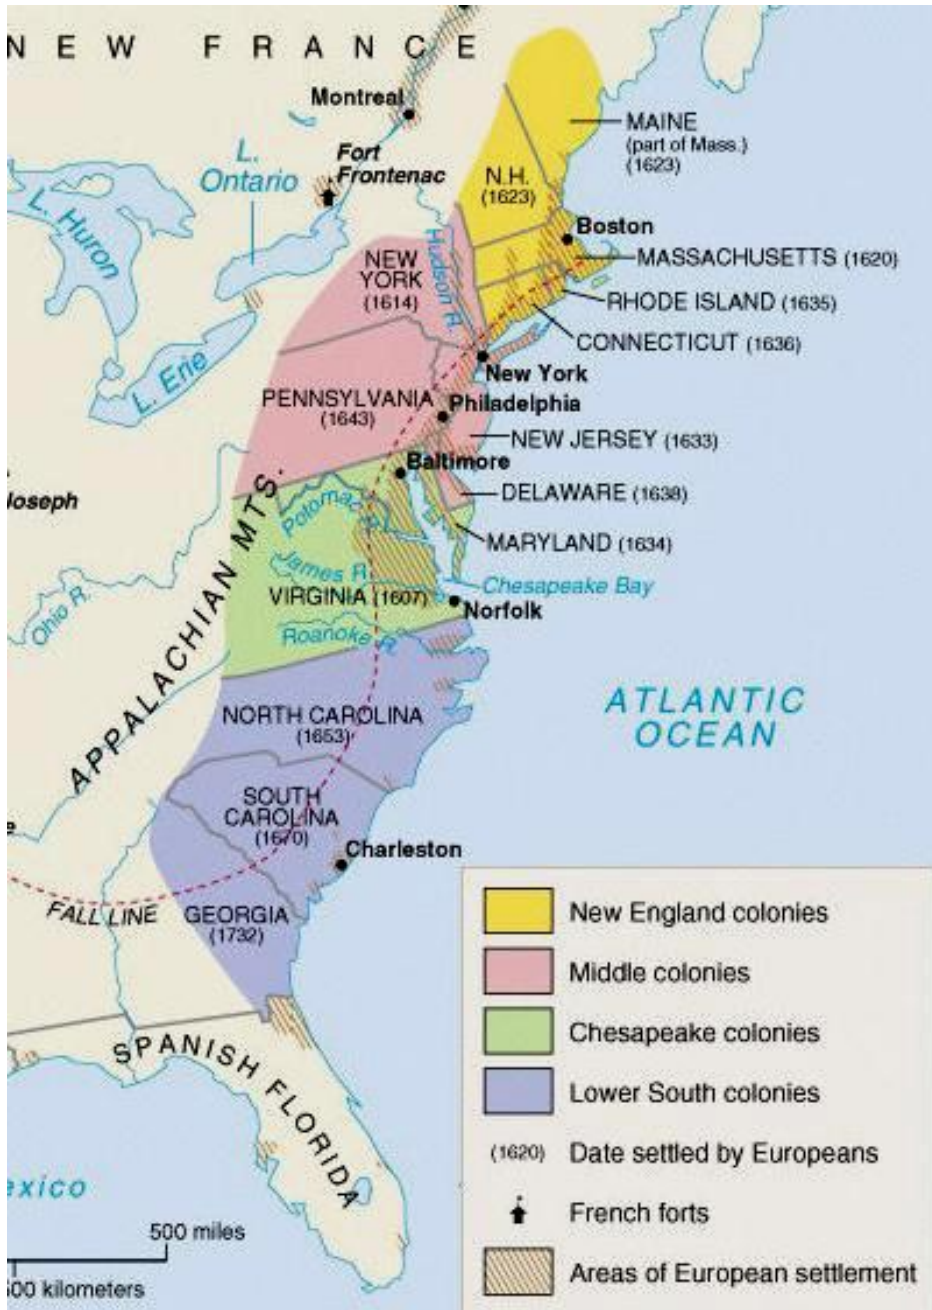 NEW FRANCE
Montreal
Fort
Frontenac
L.
Ontario
L. Huron
L. Erie
MAINE
(part of Mass.)
(1623)
N.H.
(1623)
Boston
MASSACHUSETTS (1620)
RHODE ISLAND (1635)
CONNECTICUT (1636)
Hudson R.
NEW
YORK
(1614)
New York
PENNSYLVANIA
(1643)
Philadelphia
NEW JERSEY (1633)
Baltimore
DELAWARE (1638)
MARYLAND (1634)
Joseph
Potomac R.
James R.
Chesapeake Bay
VIRGINIA (1607)
Norfolk
Roanoke R.
Ohio R.
APPALACHIAN MTS.
NORTH CAROLINA
(1653)
ATLANTIC
OCEAN
SOUTH
CAROLINA
(1670)
Charleston
FALL LINE
GEORGIA
(1732)
SPANISH FLORIDA
exico
500 miles
500 kilometers
New England colonies
Middle colonies
Chesapeake colonies
Lower South colonies
(1620) Date settled by Europeans
French forts
Areas of European settlement